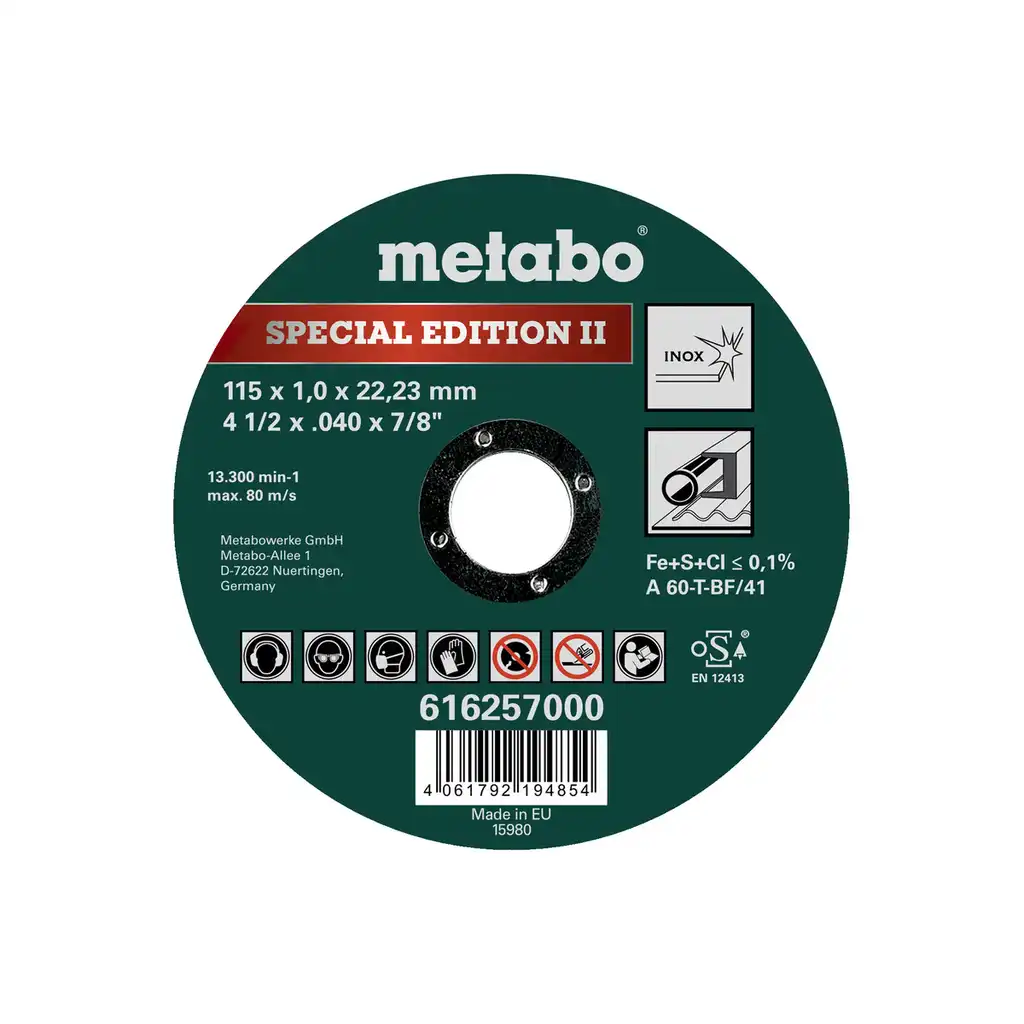 metabo®
SPECIAL EDITION II
INOX
115 x 1,0 x 22,23 mm
4 1/2 x .040 x 7/8"
13.300 min-1
max. 80 m/s
Metabowerke GmbH
Metabo-Allee 1
D-72622 Nuertingen,
Germany
Fe+S+Cl ≤ 0,1%
A 60-T-BF/41
oS®
EN 12413
616257000
4 061792 194854
Made in EU
15980